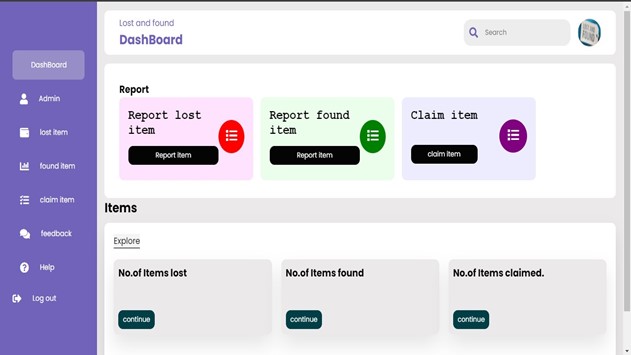 DashBoard
Admin
lost item
found item
claim item
feedback
Help
Log out
Lost and found
DashBoard
Search
Report
Report lost
item
Report item
Report found
item
Report item
Claim item
claim item
Items
Explore
No.of Items lost
continue
No.of Items found
continue
No.of Items claimed.
continue